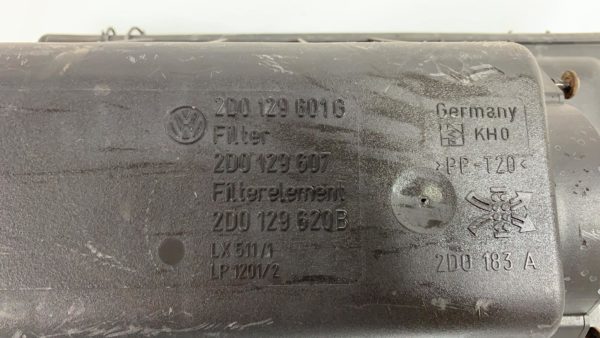 2D0 129 601G
Filter
2D0 129 607
Filterelement
2D0 129 620B
LX 511/1
LP 1201/2
Germany
KHO
>PP-T20<
2D0 183 A